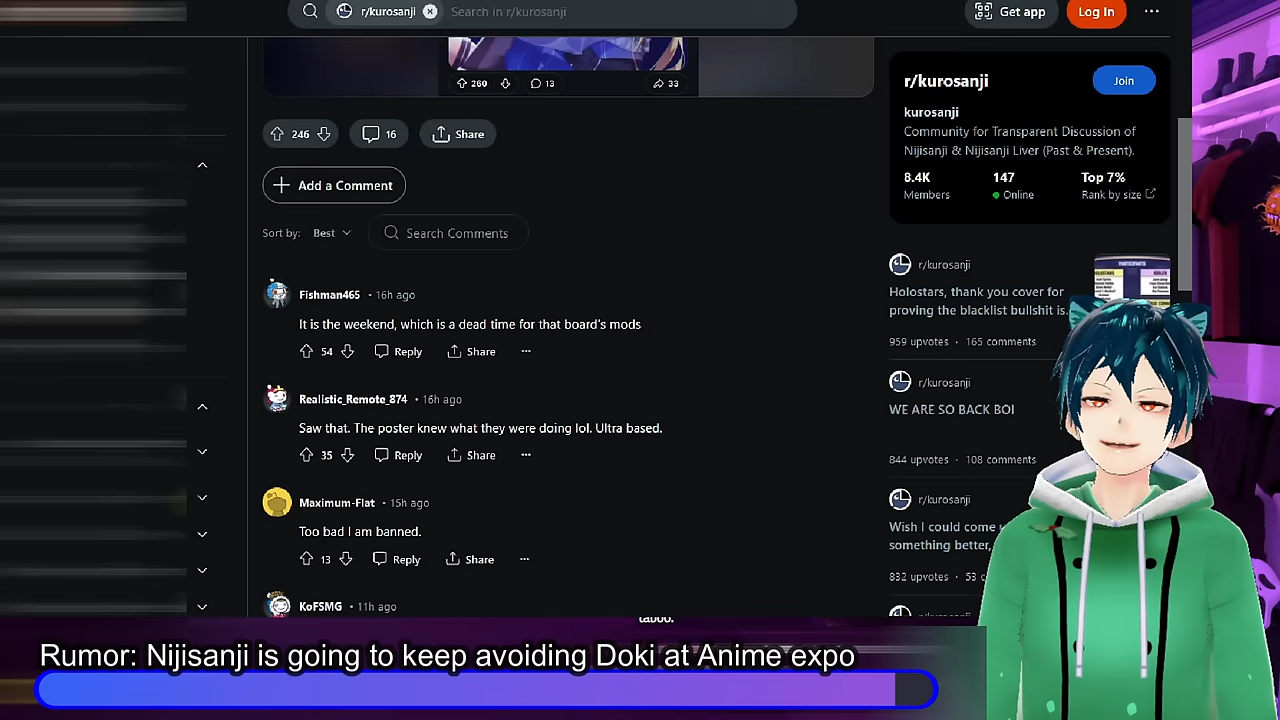 r/kurosanji
Search in r/kurosanji
Get app
Log In
260
13
33
246
16
Share
Add a Comment
Sort by:
Best
Search Comments
Fishman465 • 16h ago
It is the weekend, which is a dead time for that board's mods
54
Reply
Share
Realistic_Remote_874 • 16h ago
Saw that. The poster knew what they were doing lol. Ultra based.
35
Reply
Share
Maximum-Flat • 15h ago
Too bad I am banned.
13
Reply
Share
KoFSMG • 11h ago
taboo.
r/kurosanji
Join
kurosanji
Community for Transparent Discussion of
Nijisanji & Nijisanji Liver (Past & Present).
8.4K
147
Top 7%
Members
Online
Rank by size
r/kurosanji
PARTICIPANTS
Holostars, thank you cover for
proving the blacklist bullshit is.
959 upvotes • 165 comments
r/kurosanji
WE ARE SO BACK BOI
844 upvotes • 108 comments
r/kurosanji
Wish I could come
something better,
832 upvotes • 53
Rumor: Nijisanji is going to keep avoiding Doki at Anime expo